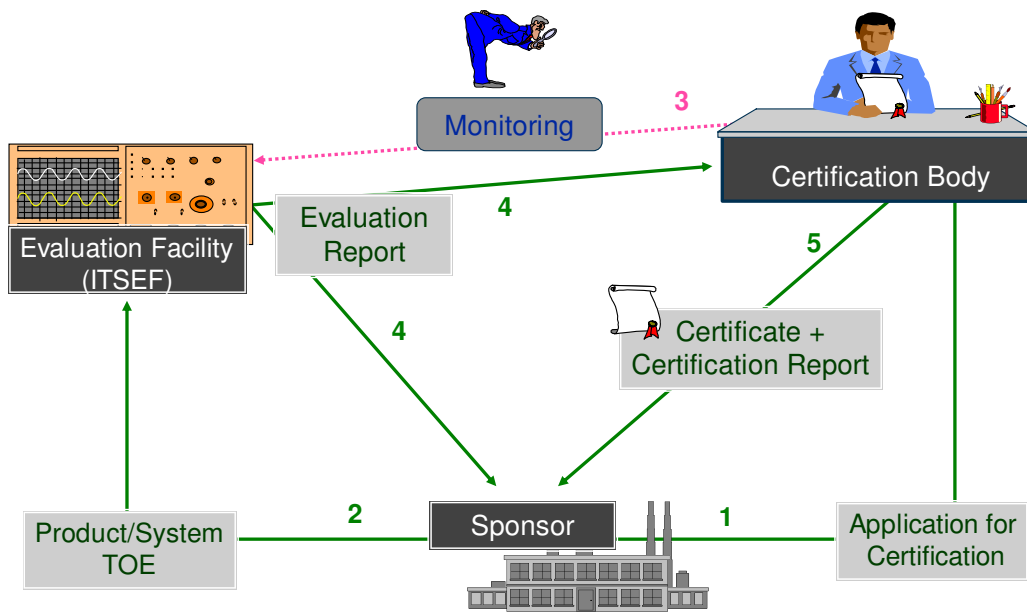 Monitoring
3
Certification Body
4
Evaluation
Report
Evaluation Facility
(ITSEF)
5
4
Certificate +
Certification Report
2
Sponsor
1
Product/System
TOE
Application for
Certification